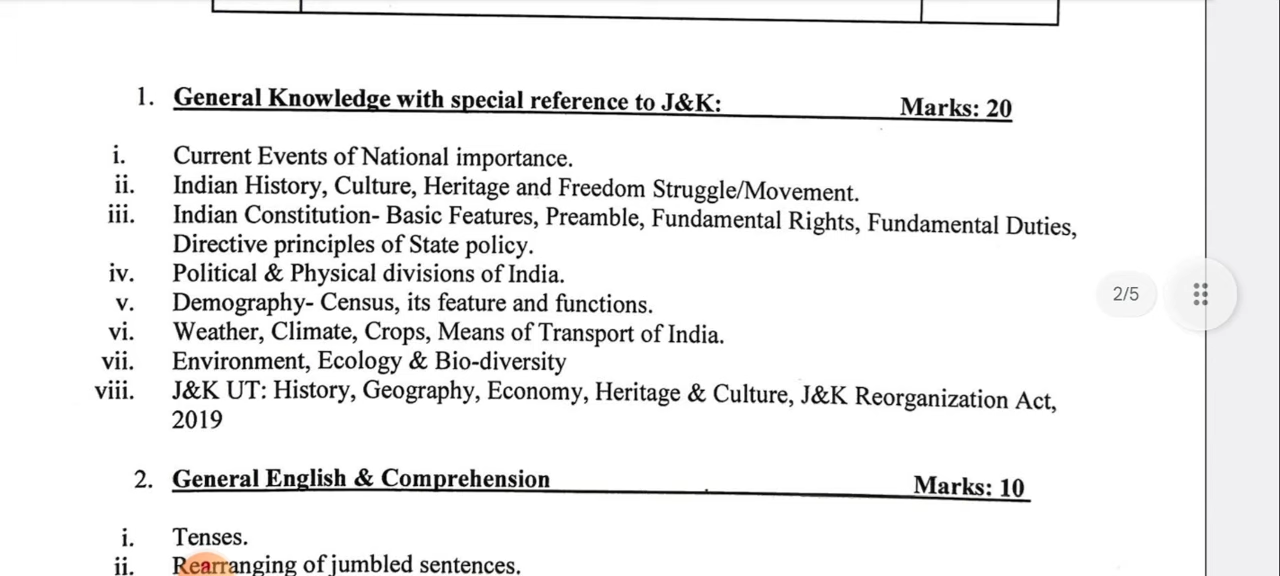 1. General Knowledge with special reference to J&K: Marks: 20
i. Current Events of National importance.
ii. Indian History, Culture, Heritage and Freedom Struggle/Movement.
iii. Indian Constitution- Basic Features, Preamble, Fundamental Rights, Fundamental Duties,
Directive principles of State policy.
iv. Political & Physical divisions of India.
v. Demography- Census, its feature and functions.
2/5
vi. Weather, Climate, Crops, Means of Transport of India.
vii. Environment, Ecology & Bio-diversity
viii. J&K UT: History, Geography, Economy, Heritage & Culture, J&K Reorganization Act,
2019
2. General English & Comprehension Marks: 10
i. Tenses.
ii. Rearranging of jumbled sentences.